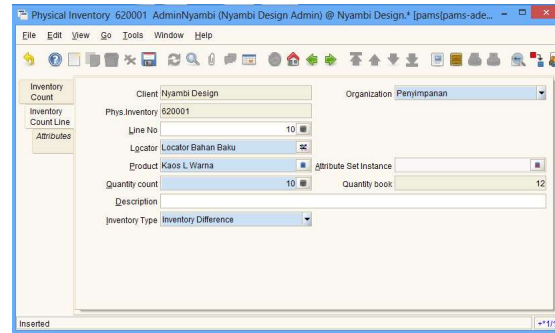 Physical Inventory 620001 AdminNyambi (Nyambi Design Admin) @ Nyambi Design.* [pams{pams-ade...
File Edit View Go Tools Window Help
Inventory Count
Client Nyambi Design Organization Penyimpanan
Inventory Count Line
Phys.Inventory 620001
Attributes
Line No 10
Locator Locator Bahan Baku
Product Kaos L Warna Attribute Set Instance
Quantity count 10 Quantity book 12
Description
Inventory Type Inventory Difference
Inserted +*1/